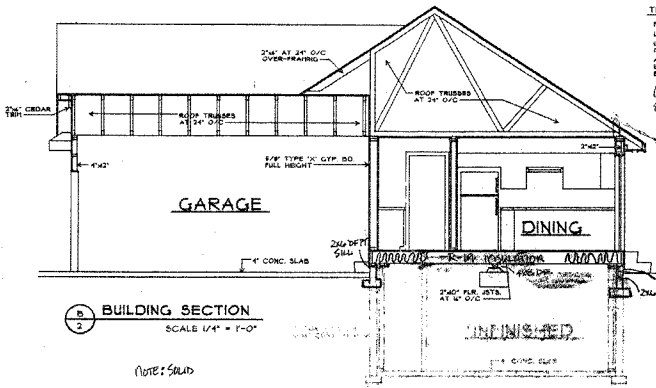 2"x6" AT 24" O/C
OVER-FRAMING
ROOF TRUSSES
AT 24" O/C
2"x6" CEDAR
TRIM
ROOF TRUSSES
AT 24" O/C
2"x12"
4"x12"
5/8" TYPE 'X' GYP. BD.
FULL HEIGHT
GARAGE
DINING
2x6 DFPT
SILL
INSULATION
4x6 DF
4" CONC. SLAB
2"x10" FLR. JSTS.
AT 16" O/C
2x6
B
2
BUILDING SECTION
SCALE 1/4" = 1'-0"
UNFINISHED
4" CONC. SLAB
NOTE: SOLID